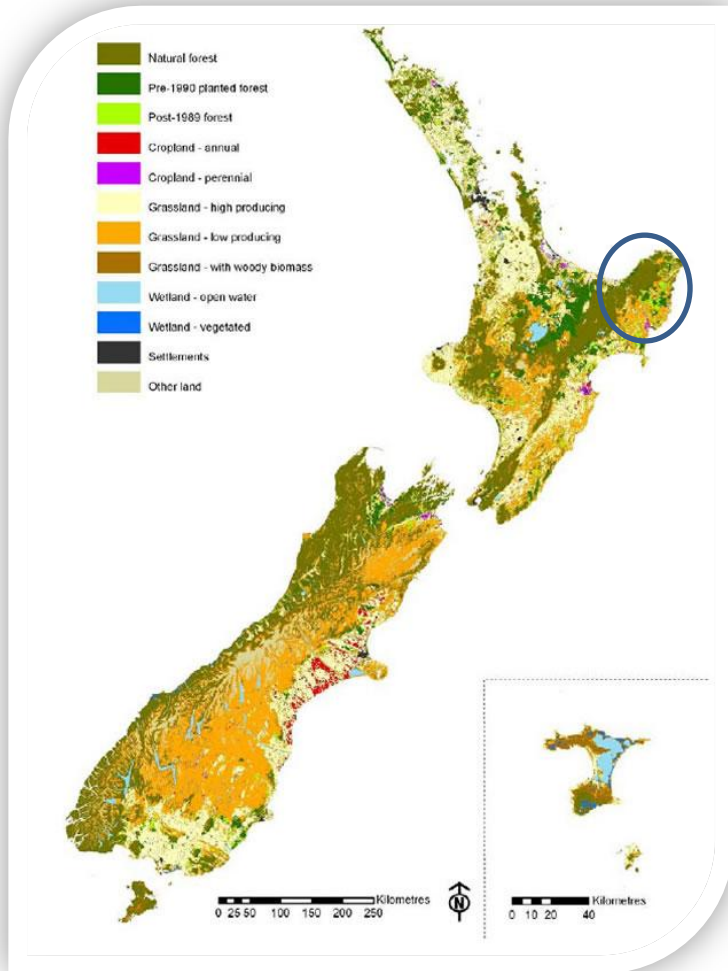 Natural forest
Pre-1990 planted forest
Post-1989 forest
Cropland - annual
Cropland - perennial
Grassland - high producing
Grassland - low producing
Grassland - with woody biomass
Wetland - open water
Wetland - vegetated
Settlements
Other land
0 25 50 100 150 200 250 Kilometres
N
0 10 20 40 Kilometres